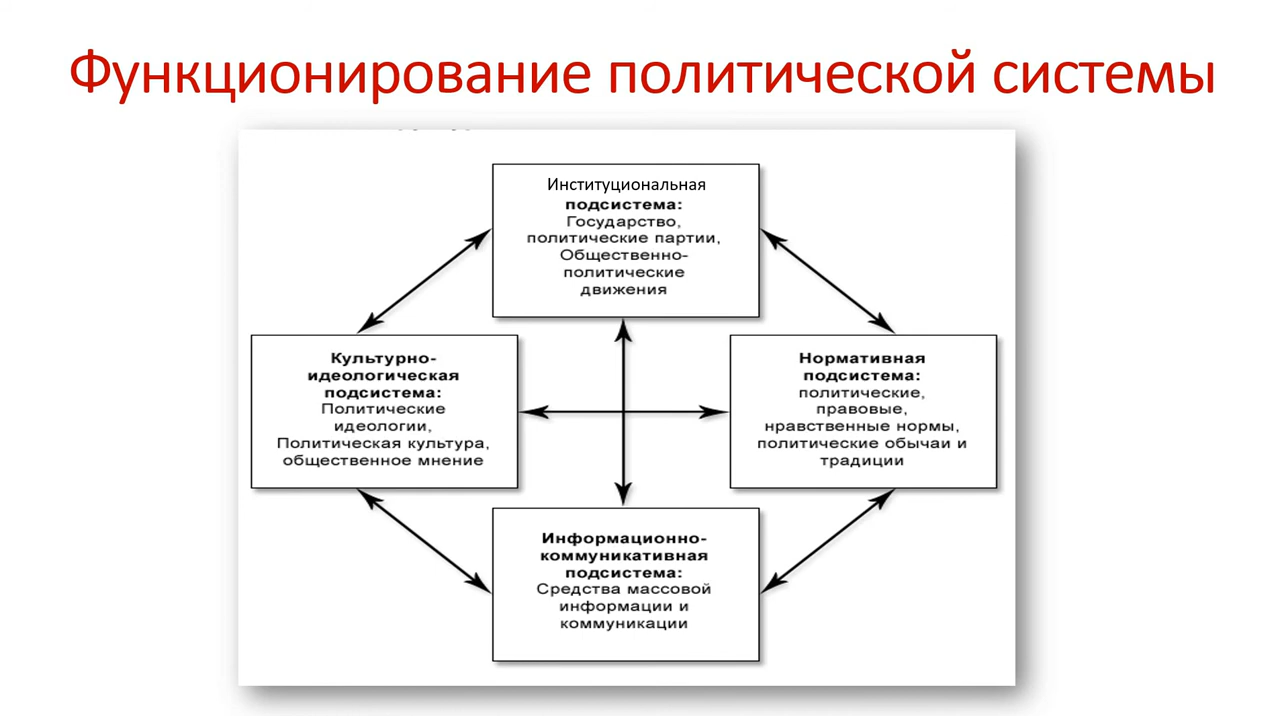 Функционирование политической системы
Институциональная
подсистема:
Государство,
политические партии,
Общественно-
политические
движения
Культурно-
идеологическая
подсистема:
Политические
идеологии,
Политическая культура,
общественное мнение
Нормативная
подсистема:
политические,
правовые,
нравственные нормы,
политические обычаи и
традиции
Информационно-
коммуникативная
подсистема:
Средства массовой
информации и
коммуникации